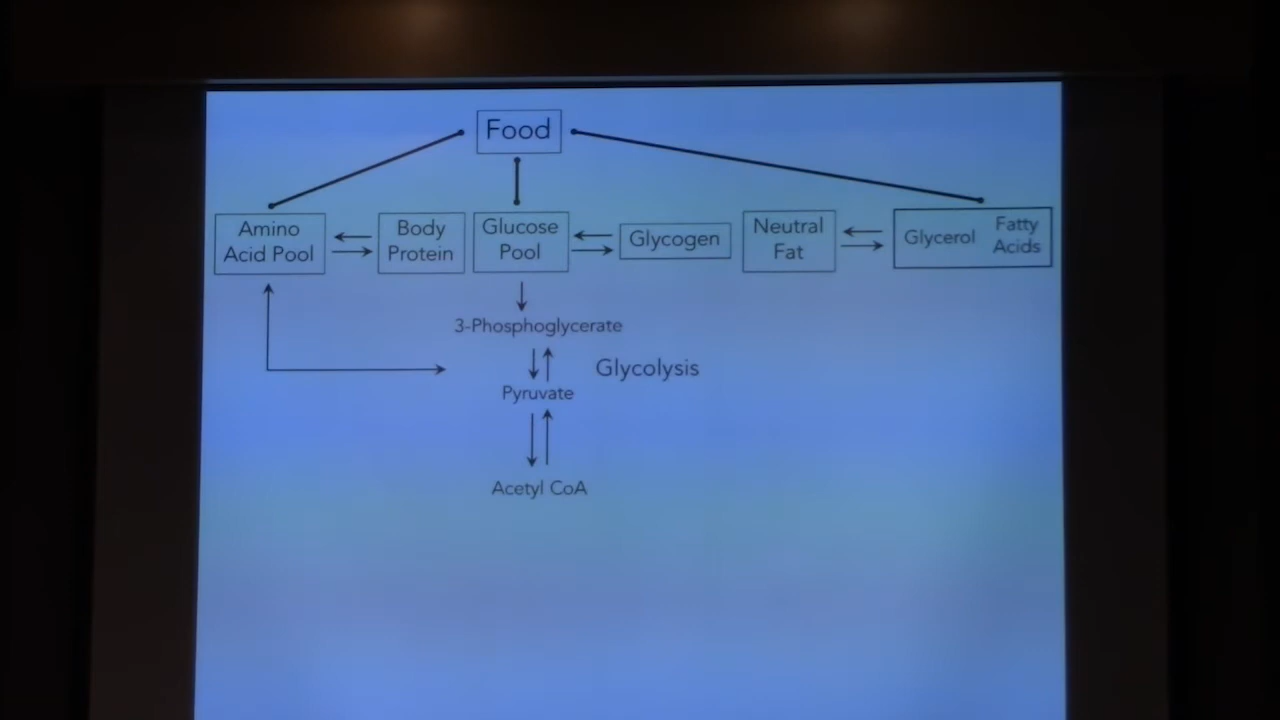 Food
Amino
Acid Pool
Body
Protein
Glucose
Pool
Glycogen
Neutral
Fat
Glycerol
Fatty
Acids
3-Phosphoglycerate
Glycolysis
Pyruvate
Acetyl CoA